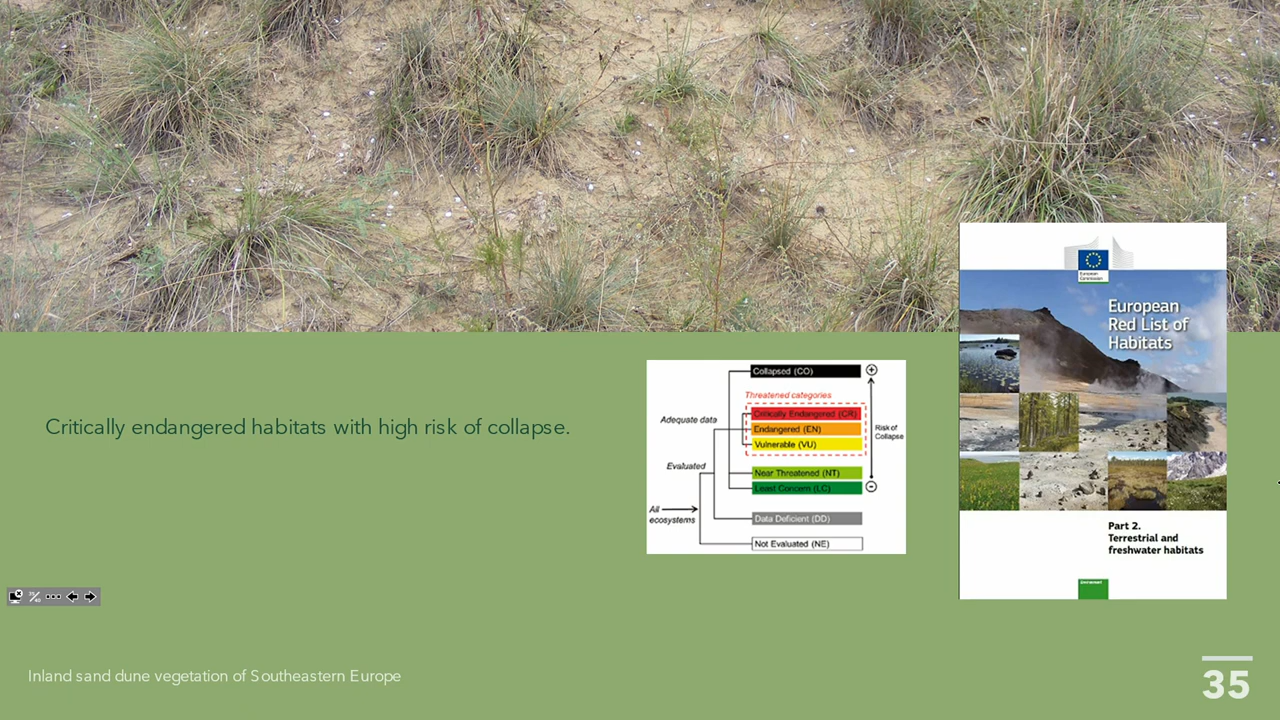 Critically endangered habitats with high risk of collapse.
Collapsed (CO)
Threatened categories
Adequate data
Critically Endangered (CR)
Endangered (EN)
Vulnerable (VU)
Risk of
Collapse
Evaluated
Near Threatened (NT)
Least Concern (LC)
All
ecosystems
Data Deficient (DD)
Not Evaluated (NE)
European
Commission
European
Red List of
Habitats
Part 2.
Terrestrial and
freshwater habitats
Environment
Inland sand dune vegetation of Southeastern Europe
35